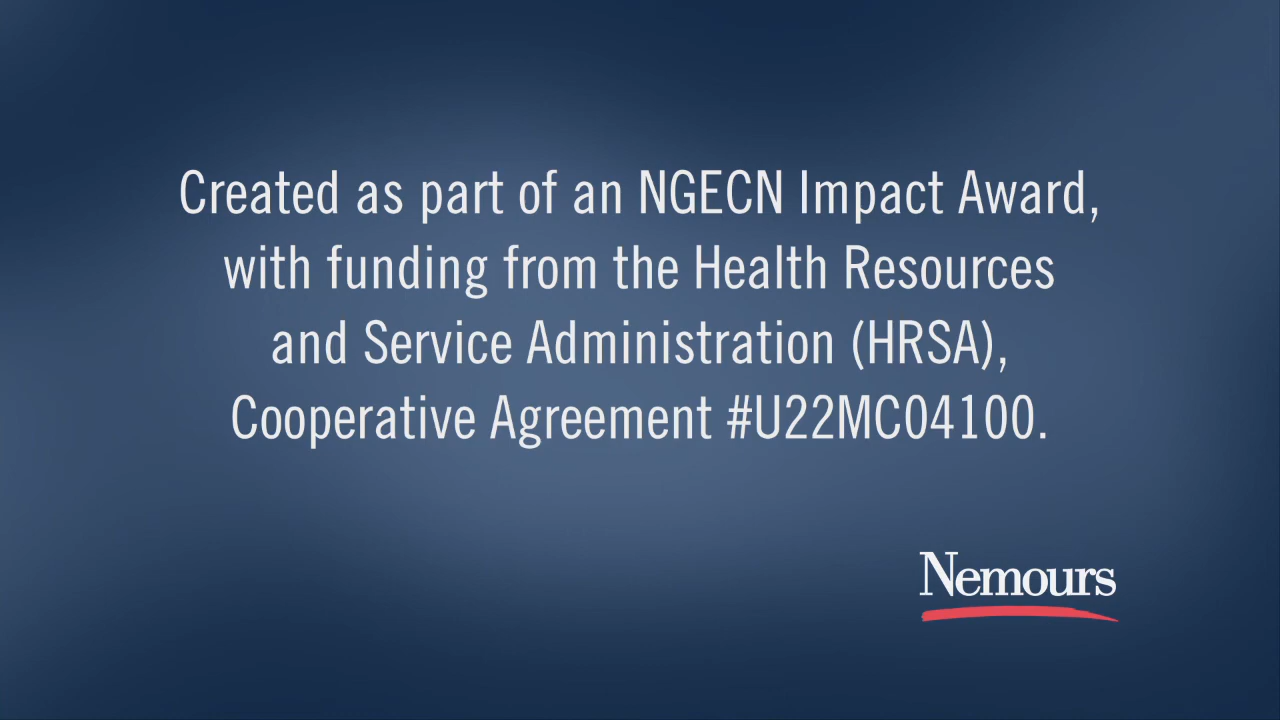 Created as part of an NGECN Impact Award,
with funding from the Health Resources
and Service Administration (HRSA),
Cooperative Agreement #U22MC04100.
Nemours